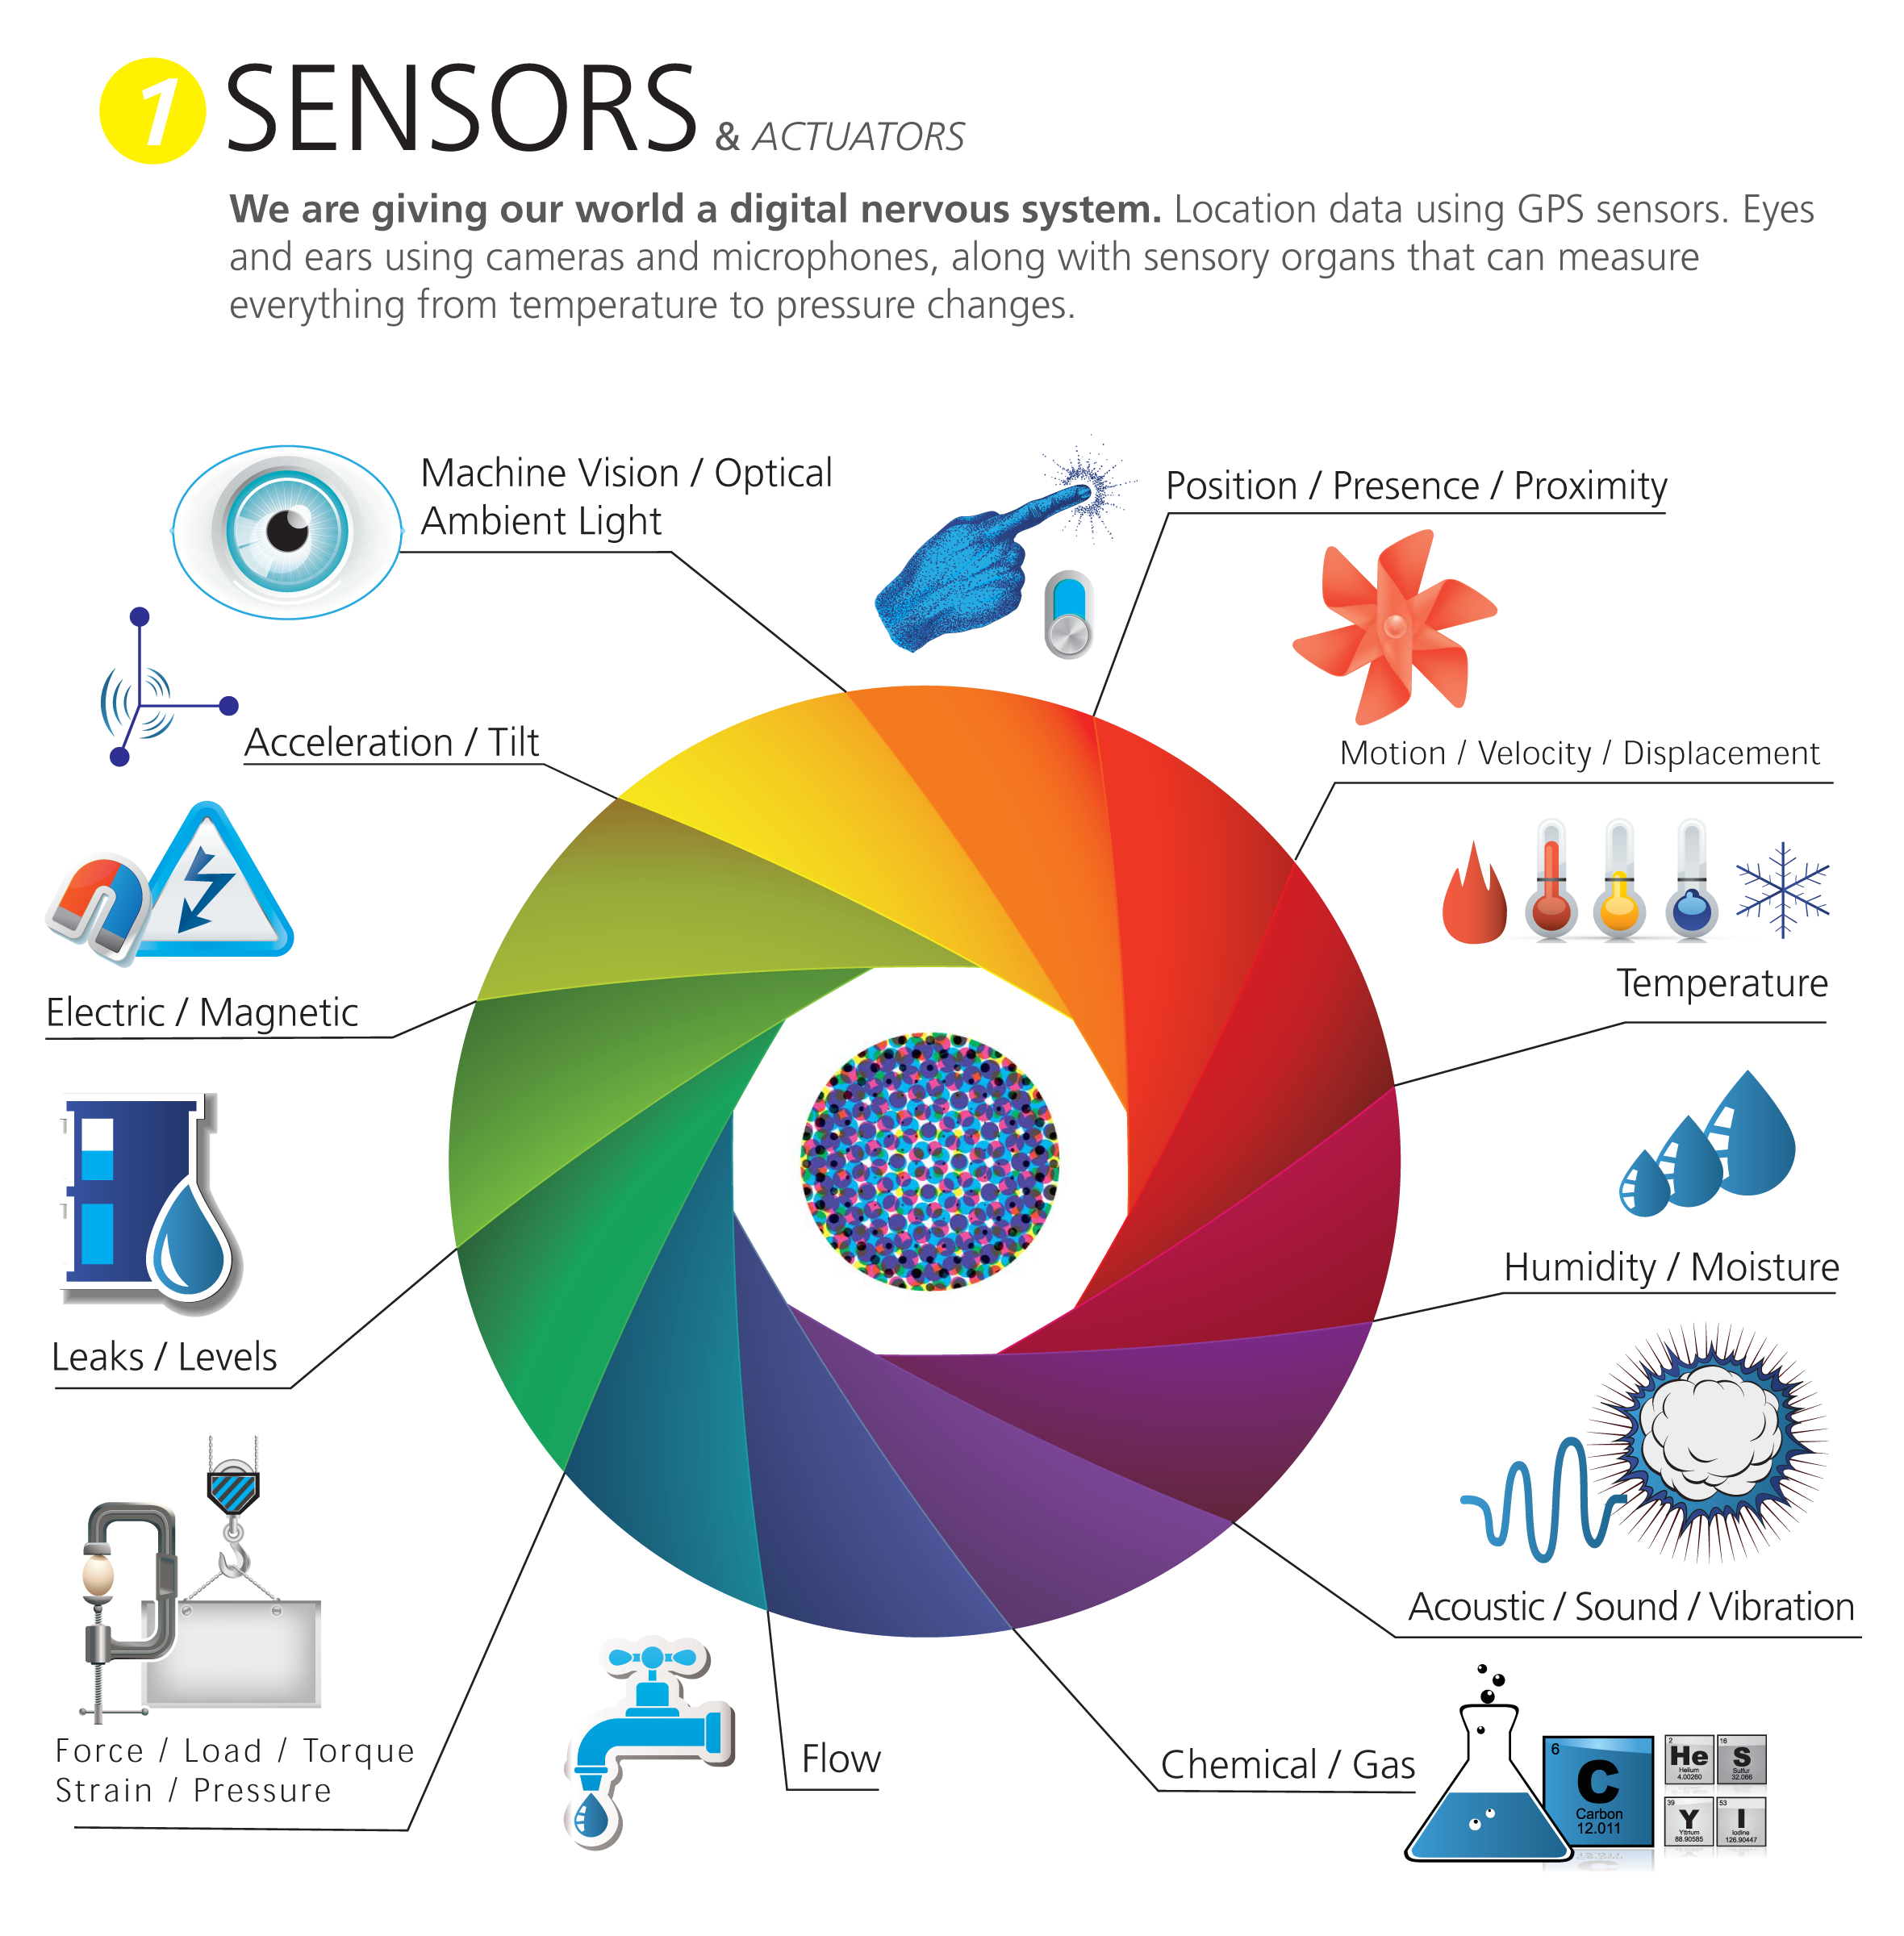 1 SENSORS & ACTUATORS
We are giving our world a digital nervous system. Location data using GPS sensors. Eyes
and ears using cameras and microphones, along with sensory organs that can measure
everything from temperature to pressure changes.
Machine Vision / Optical
Ambient Light
Position / Presence / Proximity
Acceleration / Tilt
Motion / Velocity / Displacement
Electric / Magnetic
Temperature
Leaks / Levels
Humidity / Moisture
Acoustic / Sound / Vibration
Force / Load / Torque
Strain / Pressure
Flow
Chemical / Gas
6
C
Carbon
12.011
2
He
Helium
4.00260
16
S
Sulfur
32.066
39
Y
Yttrium
88.90585
53
I
Iodine
126.90447